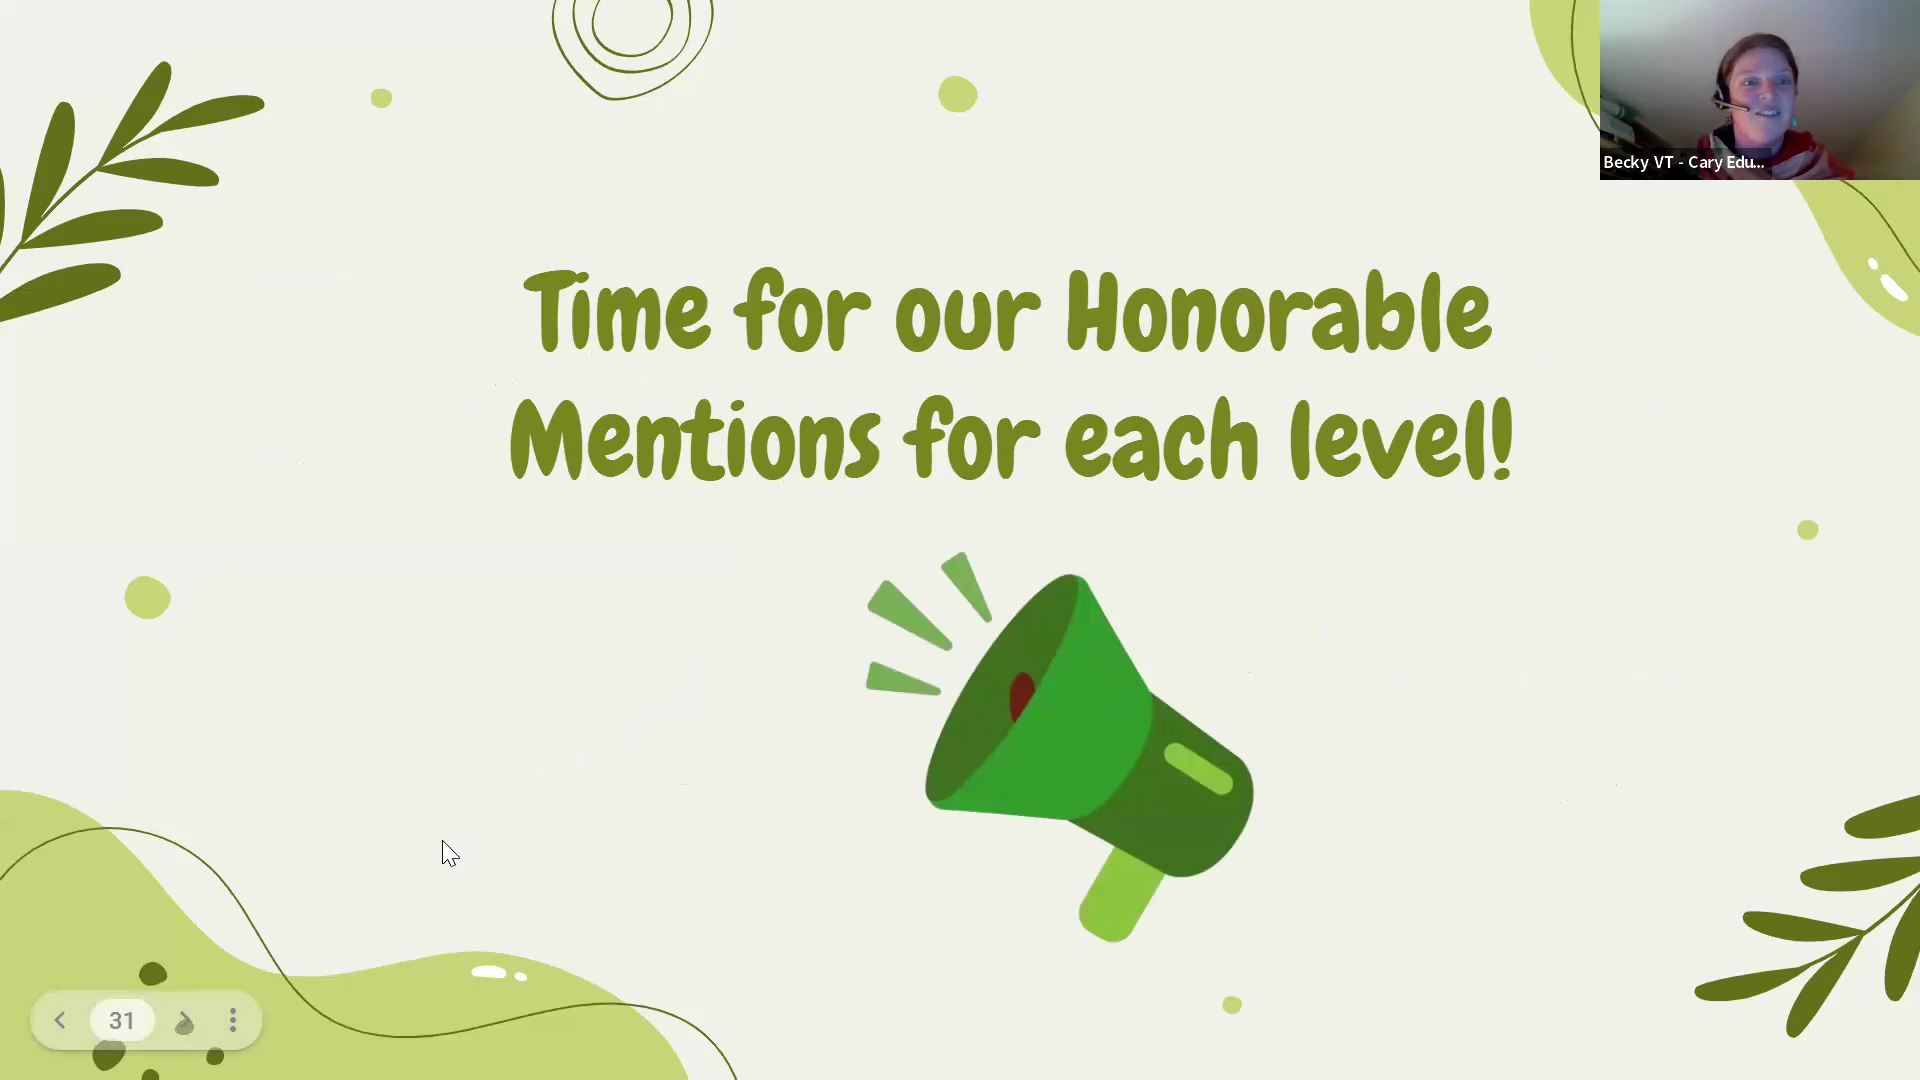 Becky VT - Cary Edu...
Time for our Honorable
Mentions for each level!
31